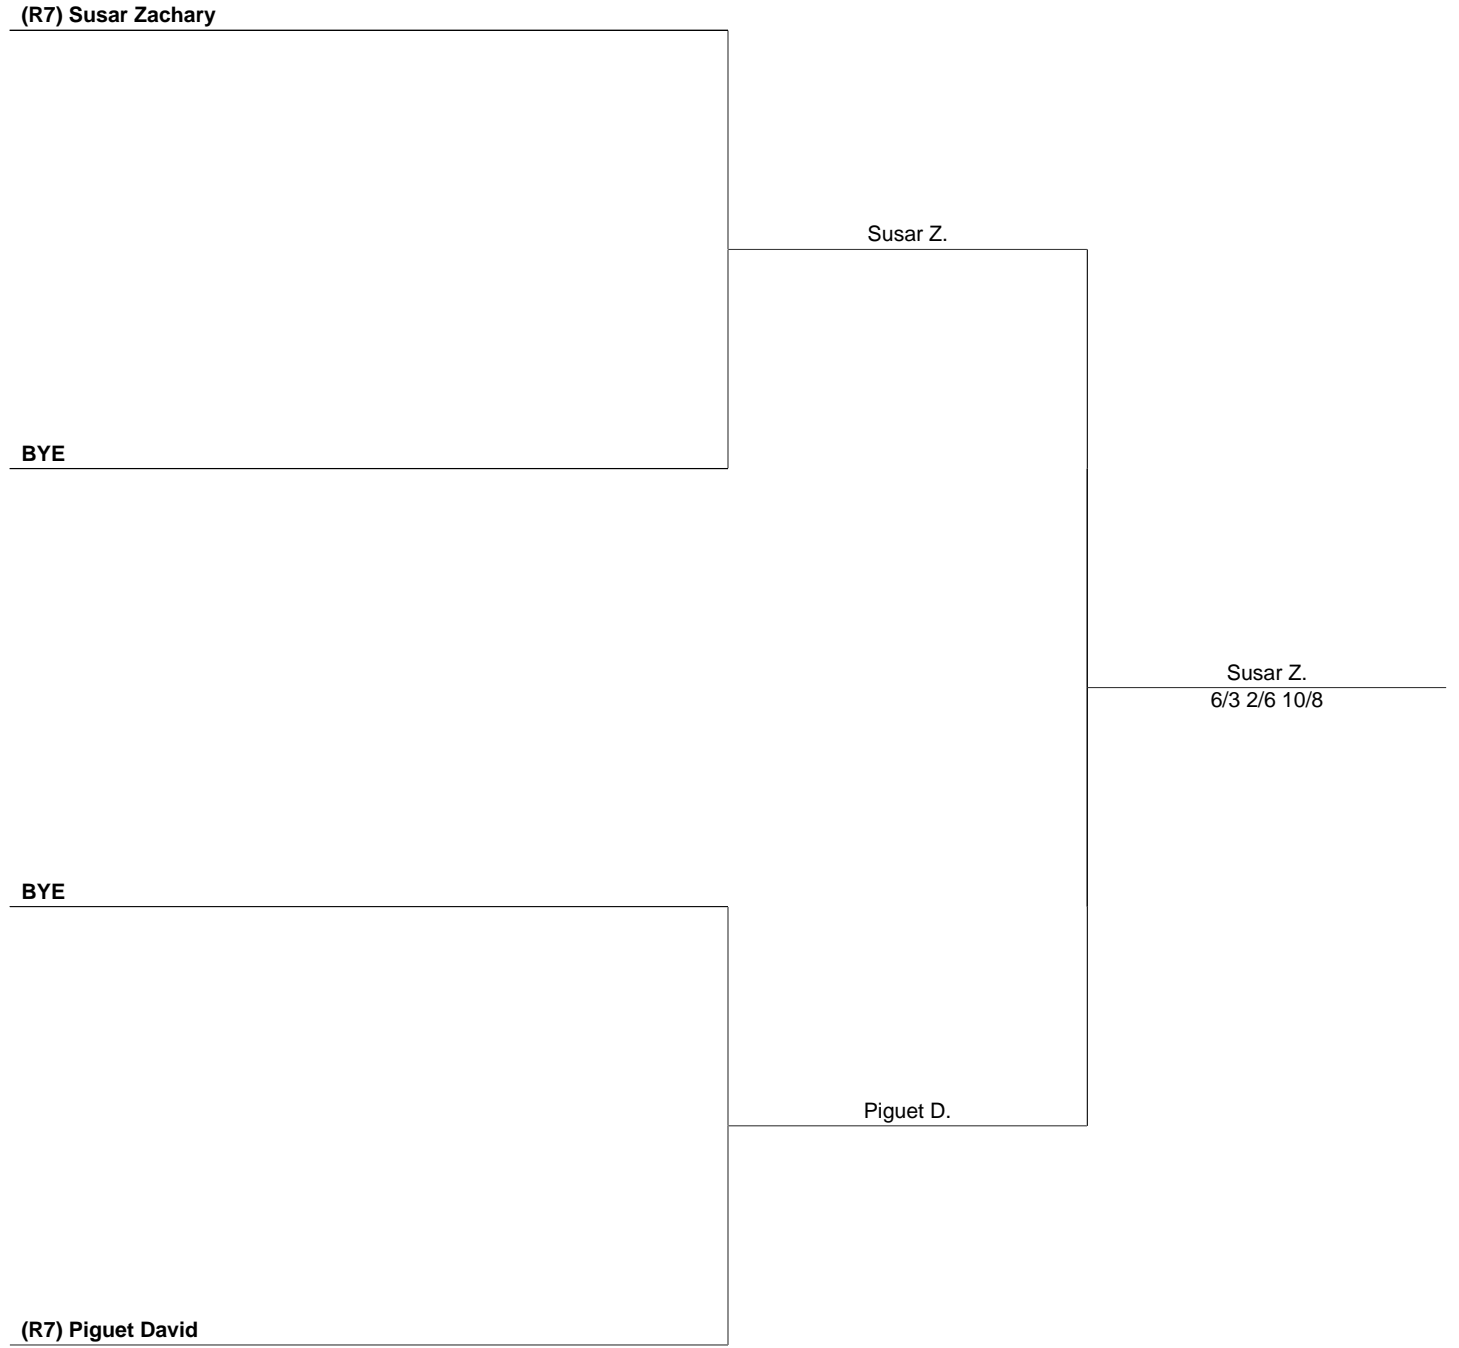 (R7) Susar Zachary
Susar Z.
BYE
Susar Z.
6/3 2/6 10/8
BYE
Piguet D.
(R7) Piguet David